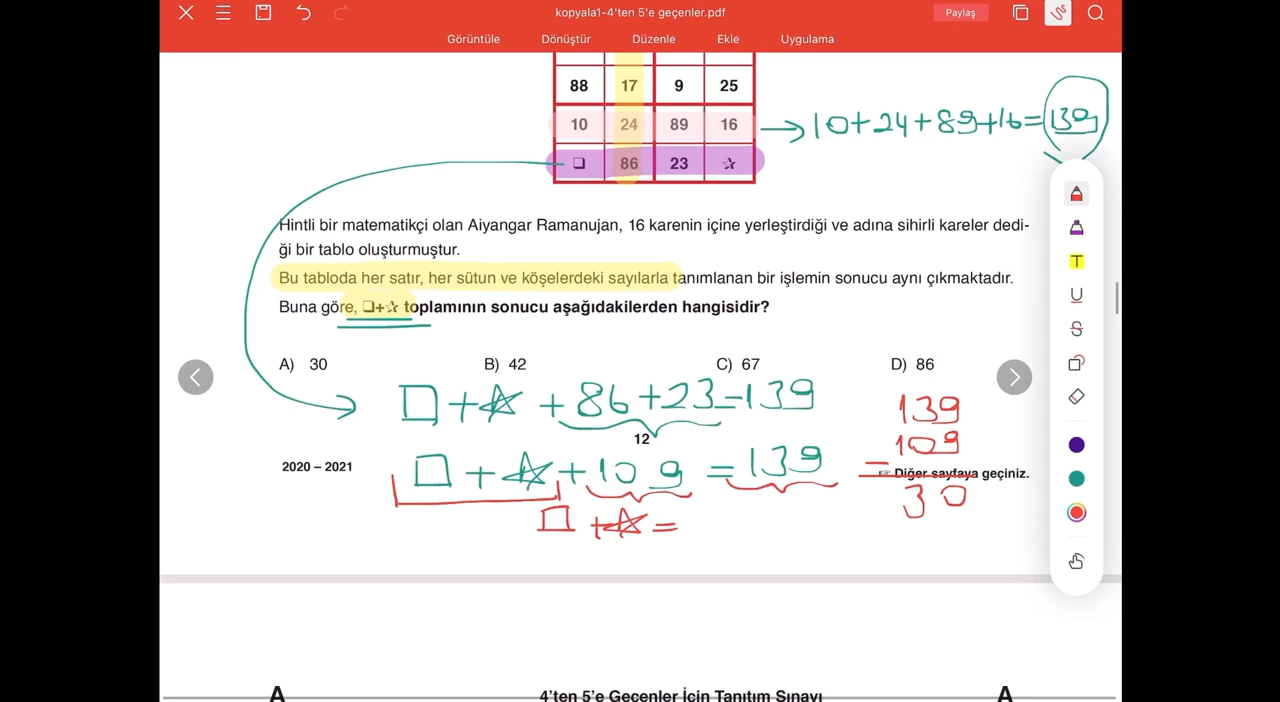 kopyala1-4'ten 5'e geçenler.pdf
Paylaş
Görüntüle Dönüştür Düzenle Ekle Uygulama
88 17 9 25
10 24 89 16
❑ 86 23 ☆
→ 10+24+89+16=139
Hintli bir matematikçi olan Aiyangar Ramanujan, 16 karenin içine yerleştirdiği ve adına sihirli kareler dedi-
ği bir tablo oluşturmuştur.
Bu tabloda her satır, her sütun ve köşelerdeki sayılarla tanımlanan bir işlemin sonucu aynı çıkmaktadır.
Buna göre, ❑+☆ toplamının sonucu aşağıdakilerden hangisidir?
A) 30 B) 42 C) 67 D) 86
□ + ☆ + 86 + 23 = 139
12
□ + ☆ + 109 = 139
□ + ☆ =
139
109
30
2020 – 2021
☞ Diğer sayfaya geçiniz.
A 4'ten 5'e Geçenler İçin Tanıtım Sınavı A